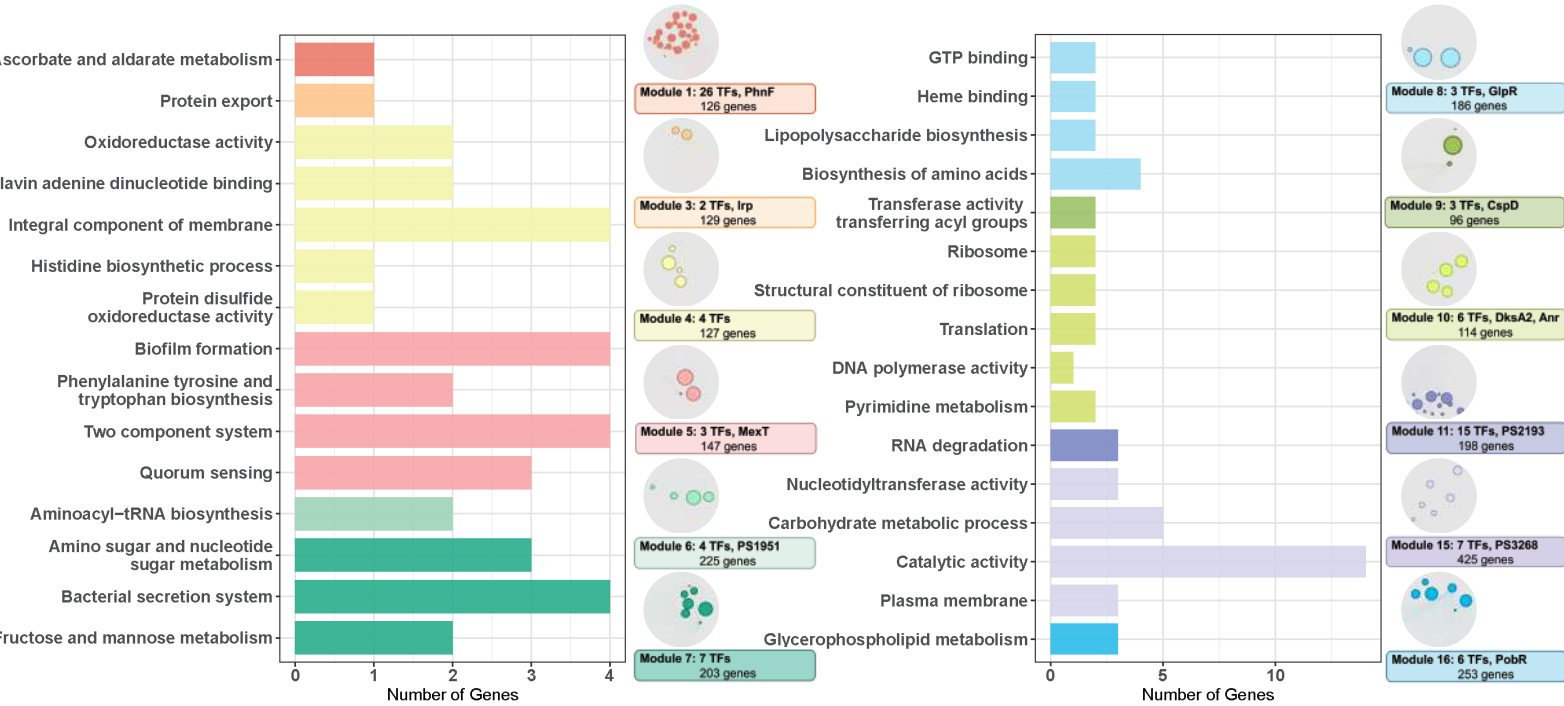 scorbate and aldarate metabolism
Protein export
Oxidoreductase activity
lavin adenine dinucleotide binding
Integral component of membrane
Histidine biosynthetic process
Protein disulfide
oxidoreductase activity
Biofilm formation
Phenylalanine tyrosine and
tryptophan biosynthesis
Two component system
Quorum sensing
Aminoacyl−tRNA biosynthesis
Amino sugar and nucleotide
sugar metabolism
Bacterial secretion system
Fructose and mannose metabolism
0 1 2 3 4
Number of Genes
Module 1: 26 TFs, PhnF
126 genes
Module 3: 2 TFs, lrp
129 genes
Module 4: 4 TFs
127 genes
Module 5: 3 TFs, MexT
147 genes
Module 6: 4 TFs, PS1951
225 genes
Module 7: 7 TFs
203 genes
GTP binding
Heme binding
Lipopolysaccharide biosynthesis
Biosynthesis of amino acids
Transferase activity
transferring acyl groups
Ribosome
Structural constituent of ribosome
Translation
DNA polymerase activity
Pyrimidine metabolism
RNA degradation
Nucleotidyltransferase activity
Carbohydrate metabolic process
Catalytic activity
Plasma membrane
Glycerophospholipid metabolism
0 5 10
Number of Genes
Module 8: 3 TFs, GlpR
186 genes
Module 9: 3 TFs, CspD
96 genes
Module 10: 6 TFs, DksA2, Anr
114 genes
Module 11: 15 TFs, PS2193
198 genes
Module 15: 7 TFs, PS3268
425 genes
Module 16: 6 TFs, PobR
253 genes